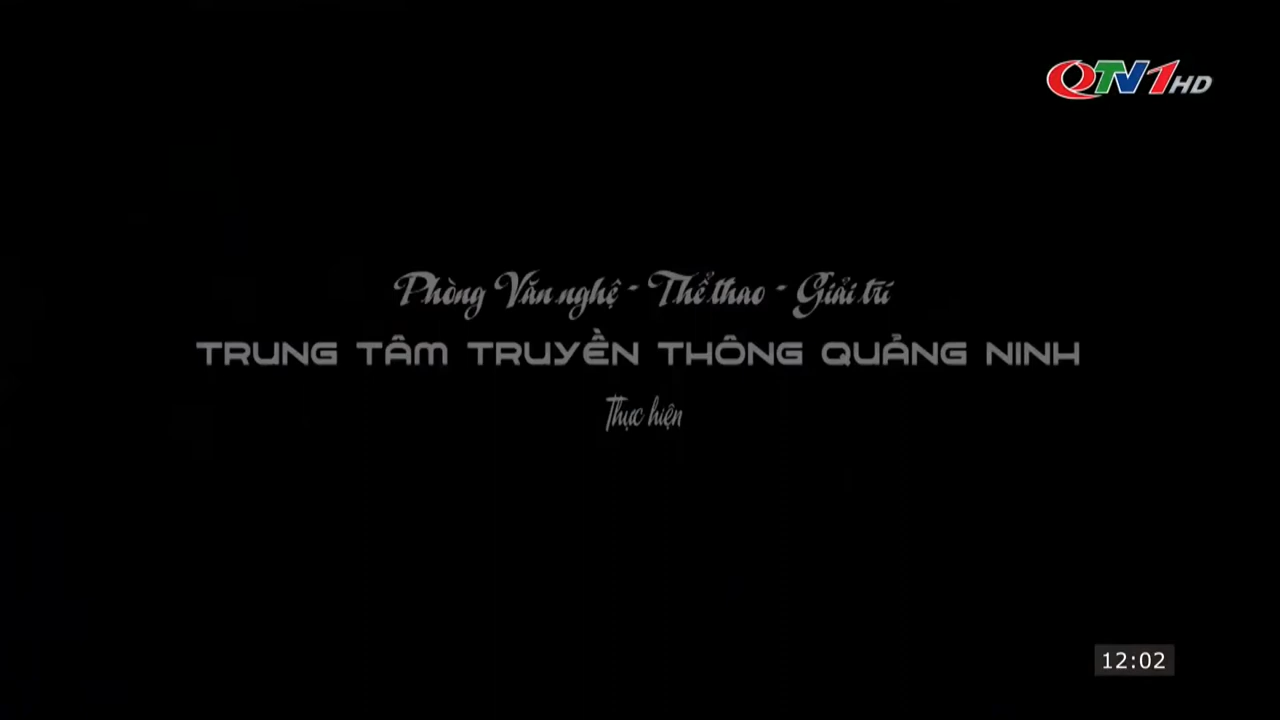 QTV1HD
Phòng Văn nghệ - Thể thao - Giải trí
TRUNG TÂM TRUYỀN THÔNG QUẢNG NINH
Thực hiện
12:02